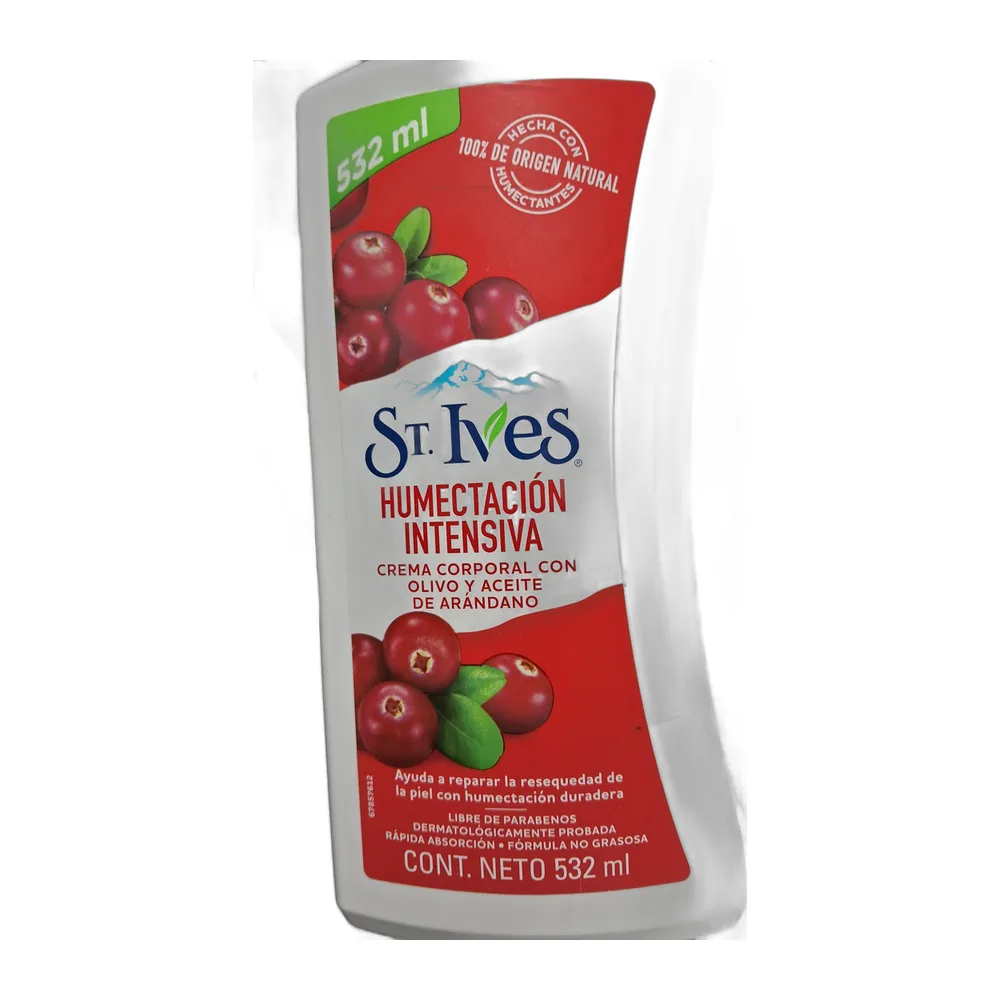 532 ml
HECHA CON
100% DE ORIGEN NATURAL
HUMECTANTES
ST. IVES®
HUMECTACIÓN
INTENSIVA
CREMA CORPORAL CON
OLIVO Y ACEITE
DE ARÁNDANO
Ayuda a reparar la resequedad de
la piel con humectación duradera
67857612
LIBRE DE PARABENOS
DERMATOLÓGICAMENTE PROBADA
RÁPIDA ABSORCIÓN • FÓRMULA NO GRASOSA
CONT. NETO 532 ml